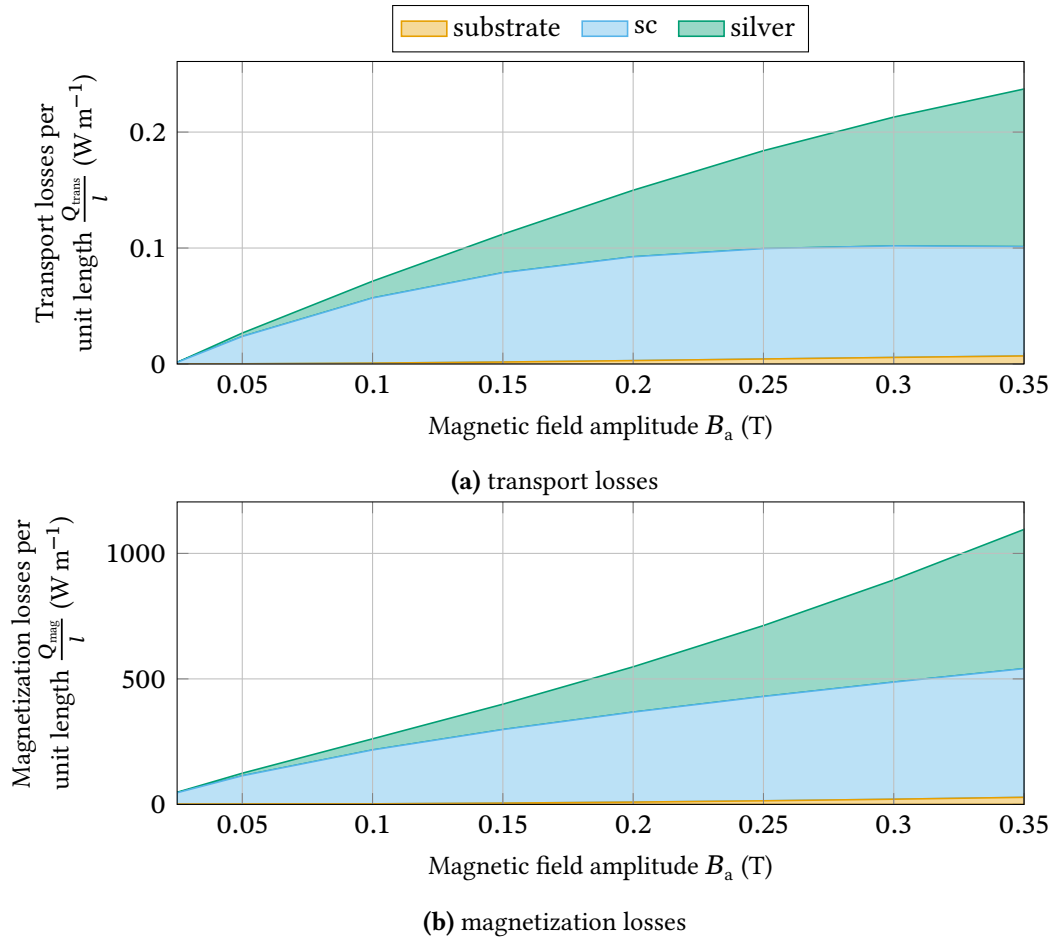 substrate sc silver
Transport losses per
unit length Q_trans/l (W m⁻¹)
0.2
0.1
0
0.05 0.1 0.15 0.2 0.25 0.3 0.35
Magnetic field amplitude B_a (T)
(a) transport losses
Magnetization losses per
unit length Q_mag/l (W m⁻¹)
1000
500
0
0.05 0.1 0.15 0.2 0.25 0.3 0.35
Magnetic field amplitude B_a (T)
(b) magnetization losses